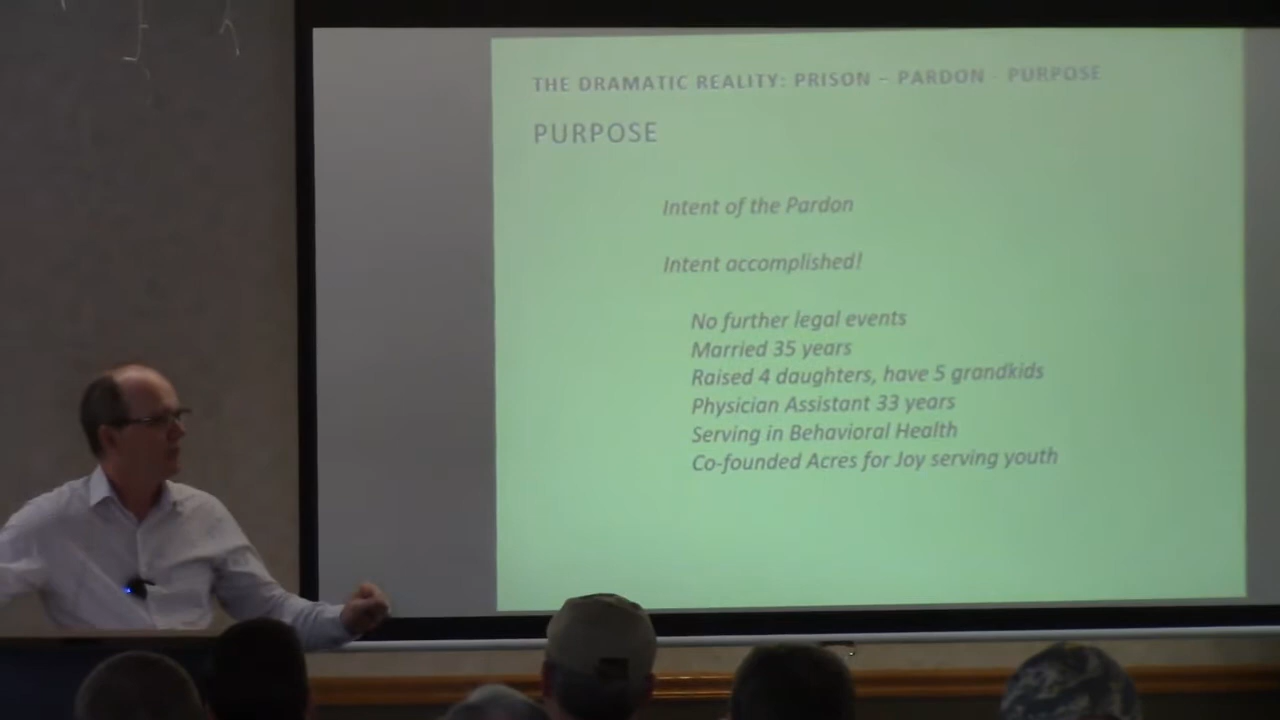 THE DRAMATIC REALITY: PRISON – PARDON - PURPOSE
PURPOSE
Intent of the Pardon
Intent accomplished!
No further legal events
Married 35 years
Raised 4 daughters, have 5 grandkids
Physician Assistant 33 years
Serving in Behavioral Health
Co-founded Acres for Joy serving youth